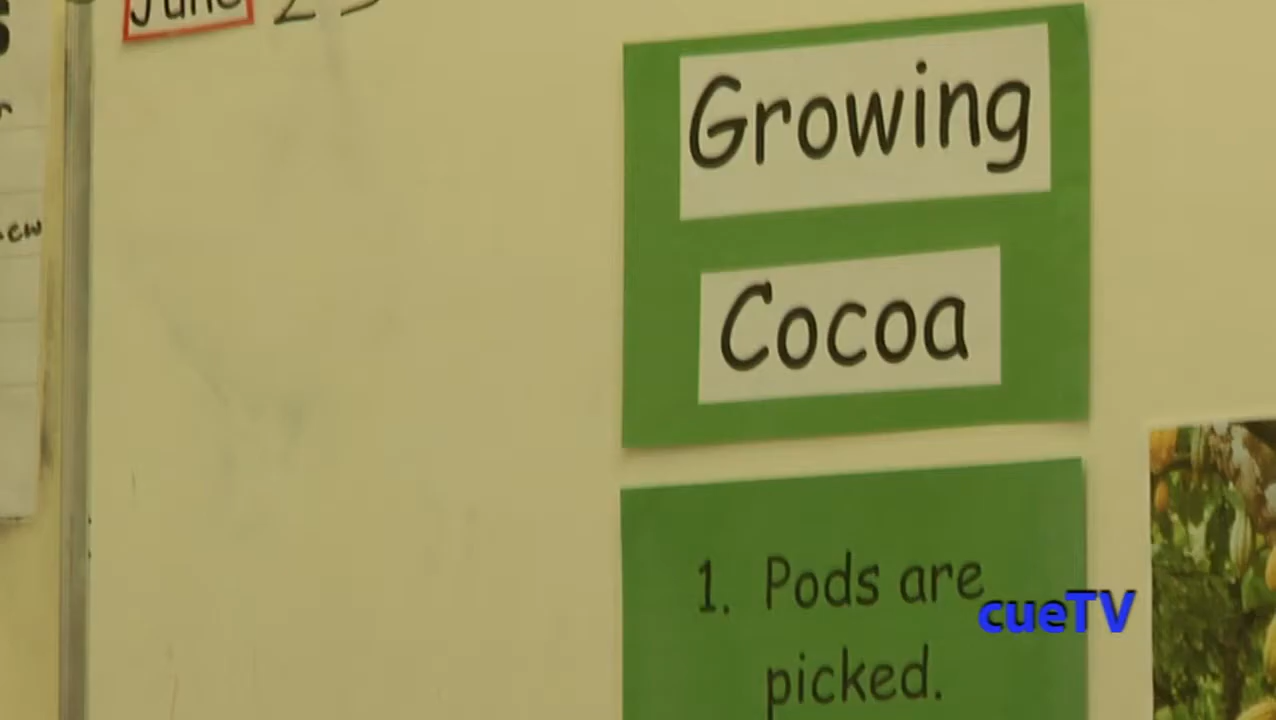 June
Growing
Cocoa
1. Pods are
picked.
cueTV